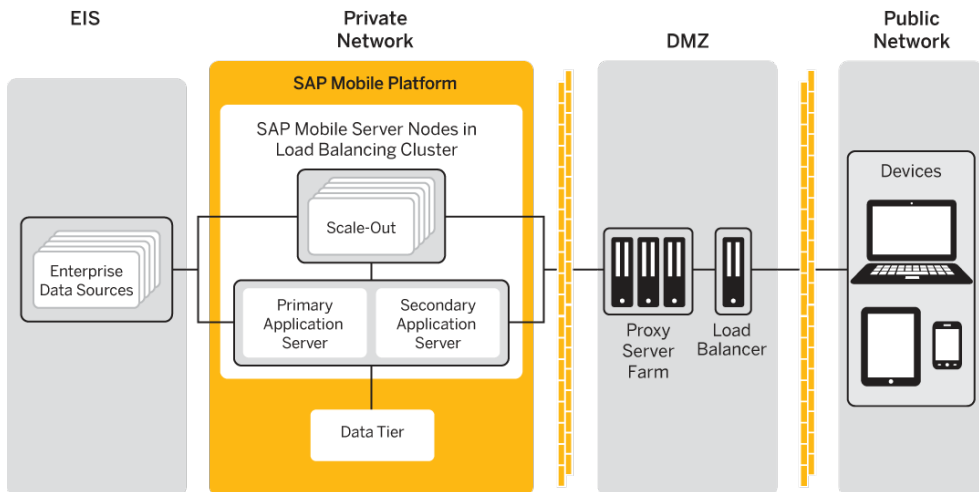 EIS
Private
Network
DMZ
Public
Network
SAP Mobile Platform
SAP Mobile Server Nodes in
Load Balancing Cluster
Scale-Out
Enterprise
Data Sources
Primary
Application
Server
Secondary
Application
Server
Data Tier
Proxy
Server
Farm
Load
Balancer
Devices